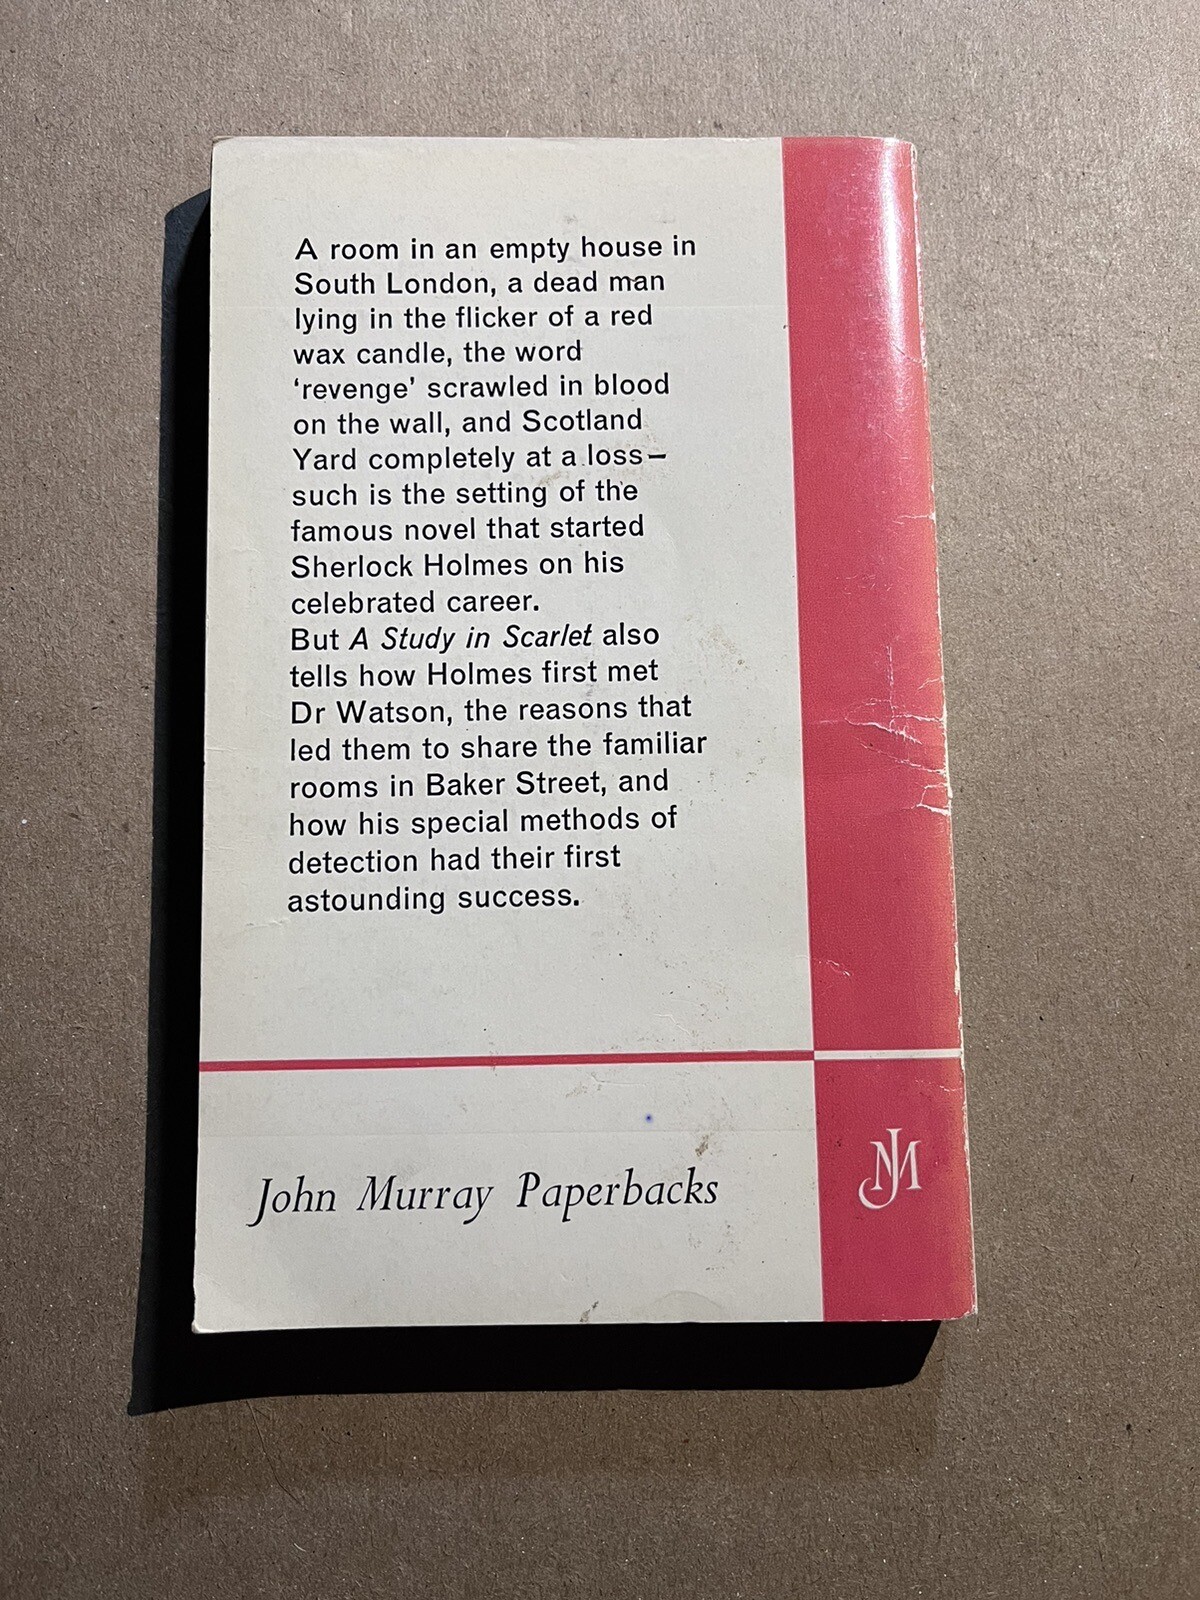 A room in an empty house in
South London, a dead man
lying in the flicker of a red
wax candle, the word
‘revenge’ scrawled in blood
on the wall, and Scotland
Yard completely at a loss—
such is the setting of the
famous novel that started
Sherlock Holmes on his
celebrated career.
But A Study in Scarlet also
tells how Holmes first met
Dr Watson, the reasons that
led them to share the familiar
rooms in Baker Street, and
how his special methods of
detection had their first
astounding success.
John Murray Paperbacks
JM